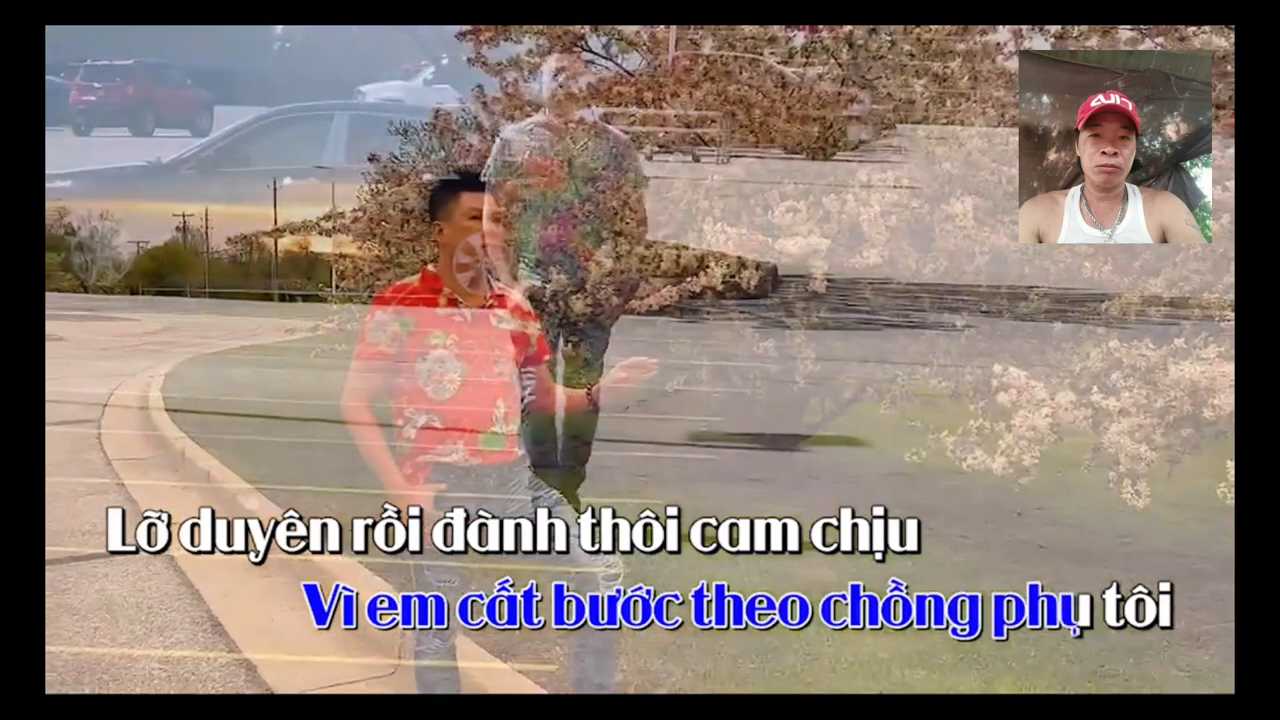 Lỡ duyên rồi đành thôi cam chịu
Vì em cất bước theo chồng phụ tôi